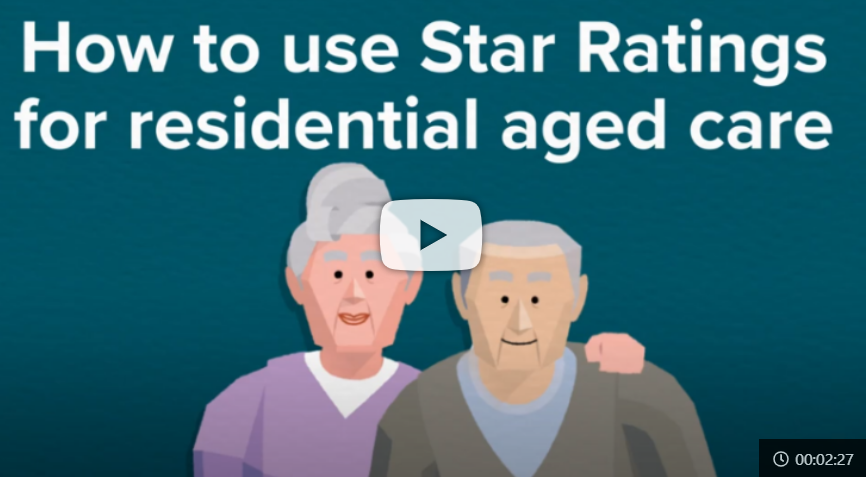 How to use Star Ratings
for residential aged care
00:02:27